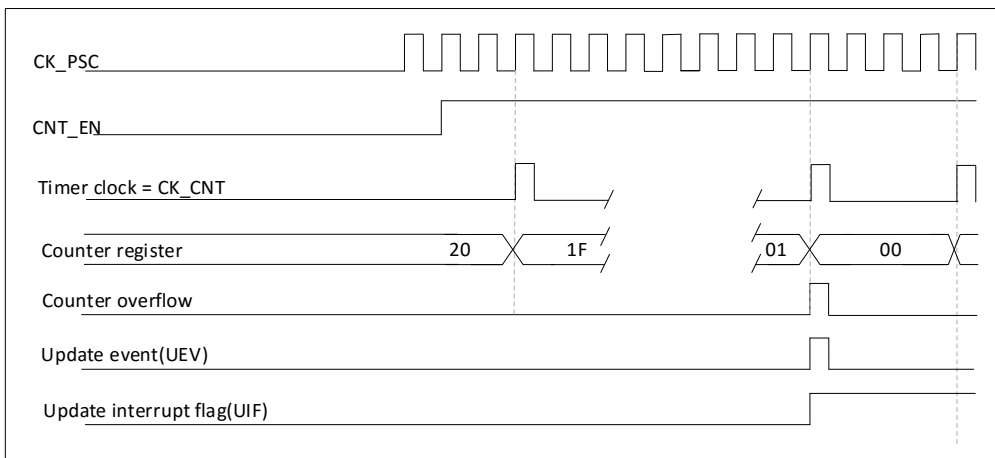 CK_PSC
CNT_EN
Timer clock = CK_CNT
Counter register 20 1F 01 00
Counter overflow
Update event(UEV)
Update interrupt flag(UIF)